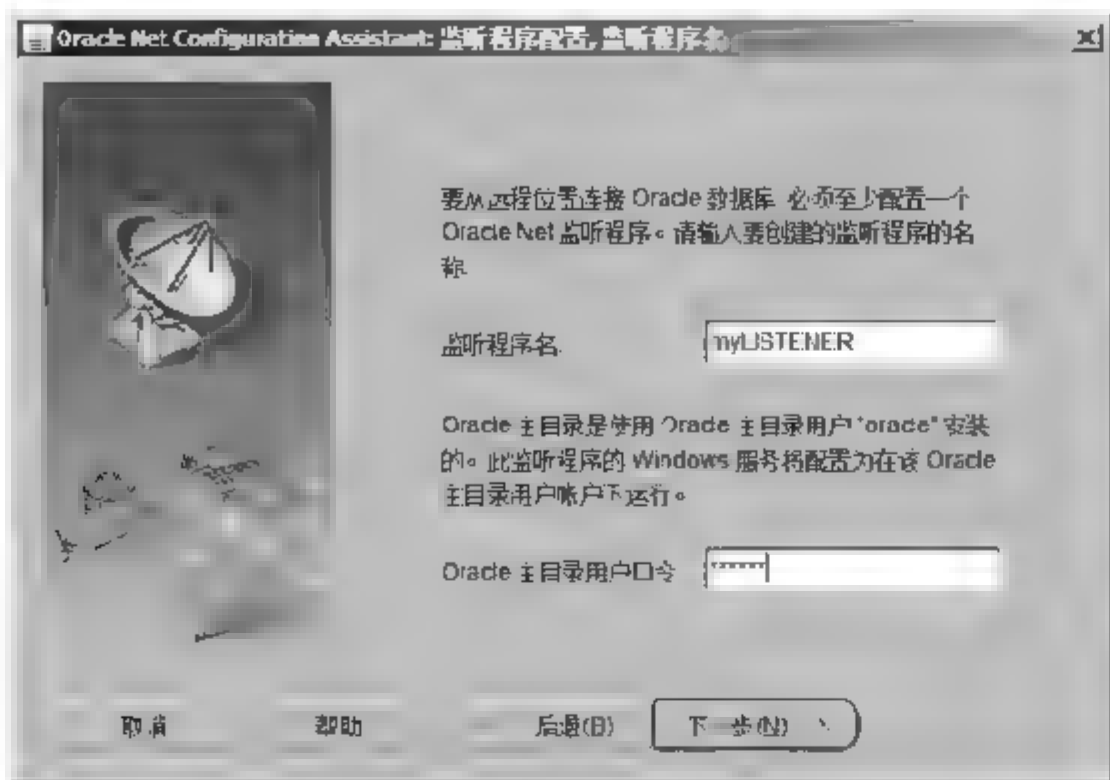 Oracle Net Configuration Assistant: 监听程序配置, 监听程序名
要从远程位置连接 Oracle 数据库 必须至少配置一个
Oracle Net 监听程序。请输入要创建的监听程序的名
称
监听程序名
myLISTENER
Oracle 主目录是使用 Oracle 主目录用户 "oracle" 安装
的。此监听程序的 Windows 服务将配置为在该 Oracle
主目录用户帐户下运行。
Oracle 主目录用户口令
取消
帮助
后退(B)
下一步(N)